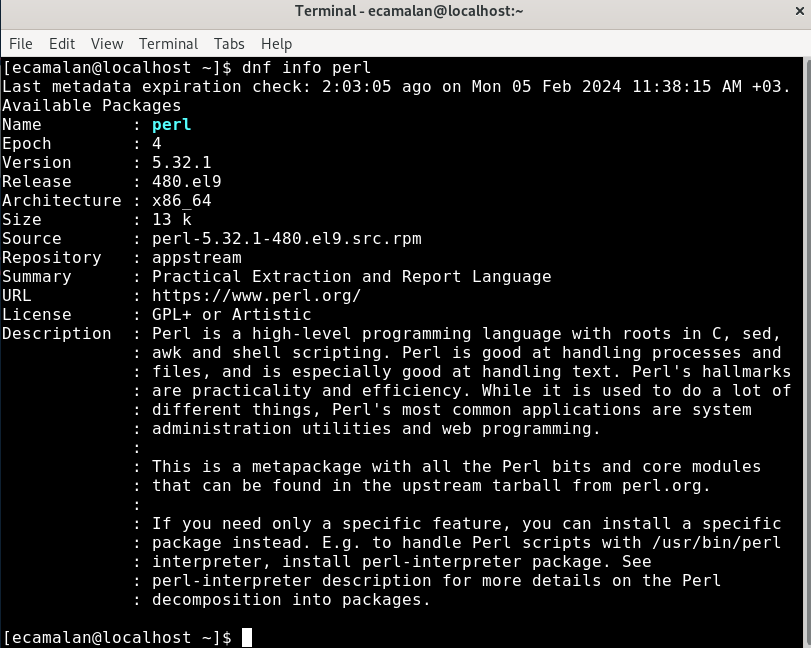 Terminal - ecamalan@localhost:~
File Edit View Terminal Tabs Help
[ecamalan@localhost ~]$ dnf info perl
Last metadata expiration check: 2:03:05 ago on Mon 05 Feb 2024 11:38:15 AM +03.
Available Packages
Name         : perl
Epoch        : 4
Version      : 5.32.1
Release      : 480.el9
Architecture : x86_64
Size         : 13 k
Source       : perl-5.32.1-480.el9.src.rpm
Repository   : appstream
Summary      : Practical Extraction and Report Language
URL          : https://www.perl.org/
License      : GPL+ or Artistic
Description  : Perl is a high-level programming language with roots in C, sed,
             : awk and shell scripting. Perl is good at handling processes and
             : files, and is especially good at handling text. Perl's hallmarks
             : are practicality and efficiency. While it is used to do a lot of
             : different things, Perl's most common applications are system
             : administration utilities and web programming.
             :
             : This is a metapackage with all the Perl bits and core modules
             : that can be found in the upstream tarball from perl.org.
             :
             : If you need only a specific feature, you can install a specific
             : package instead. E.g. to handle Perl scripts with /usr/bin/perl
             : interpreter, install perl-interpreter package. See
             : perl-interpreter description for more details on the Perl
             : decomposition into packages.
[ecamalan@localhost ~]$